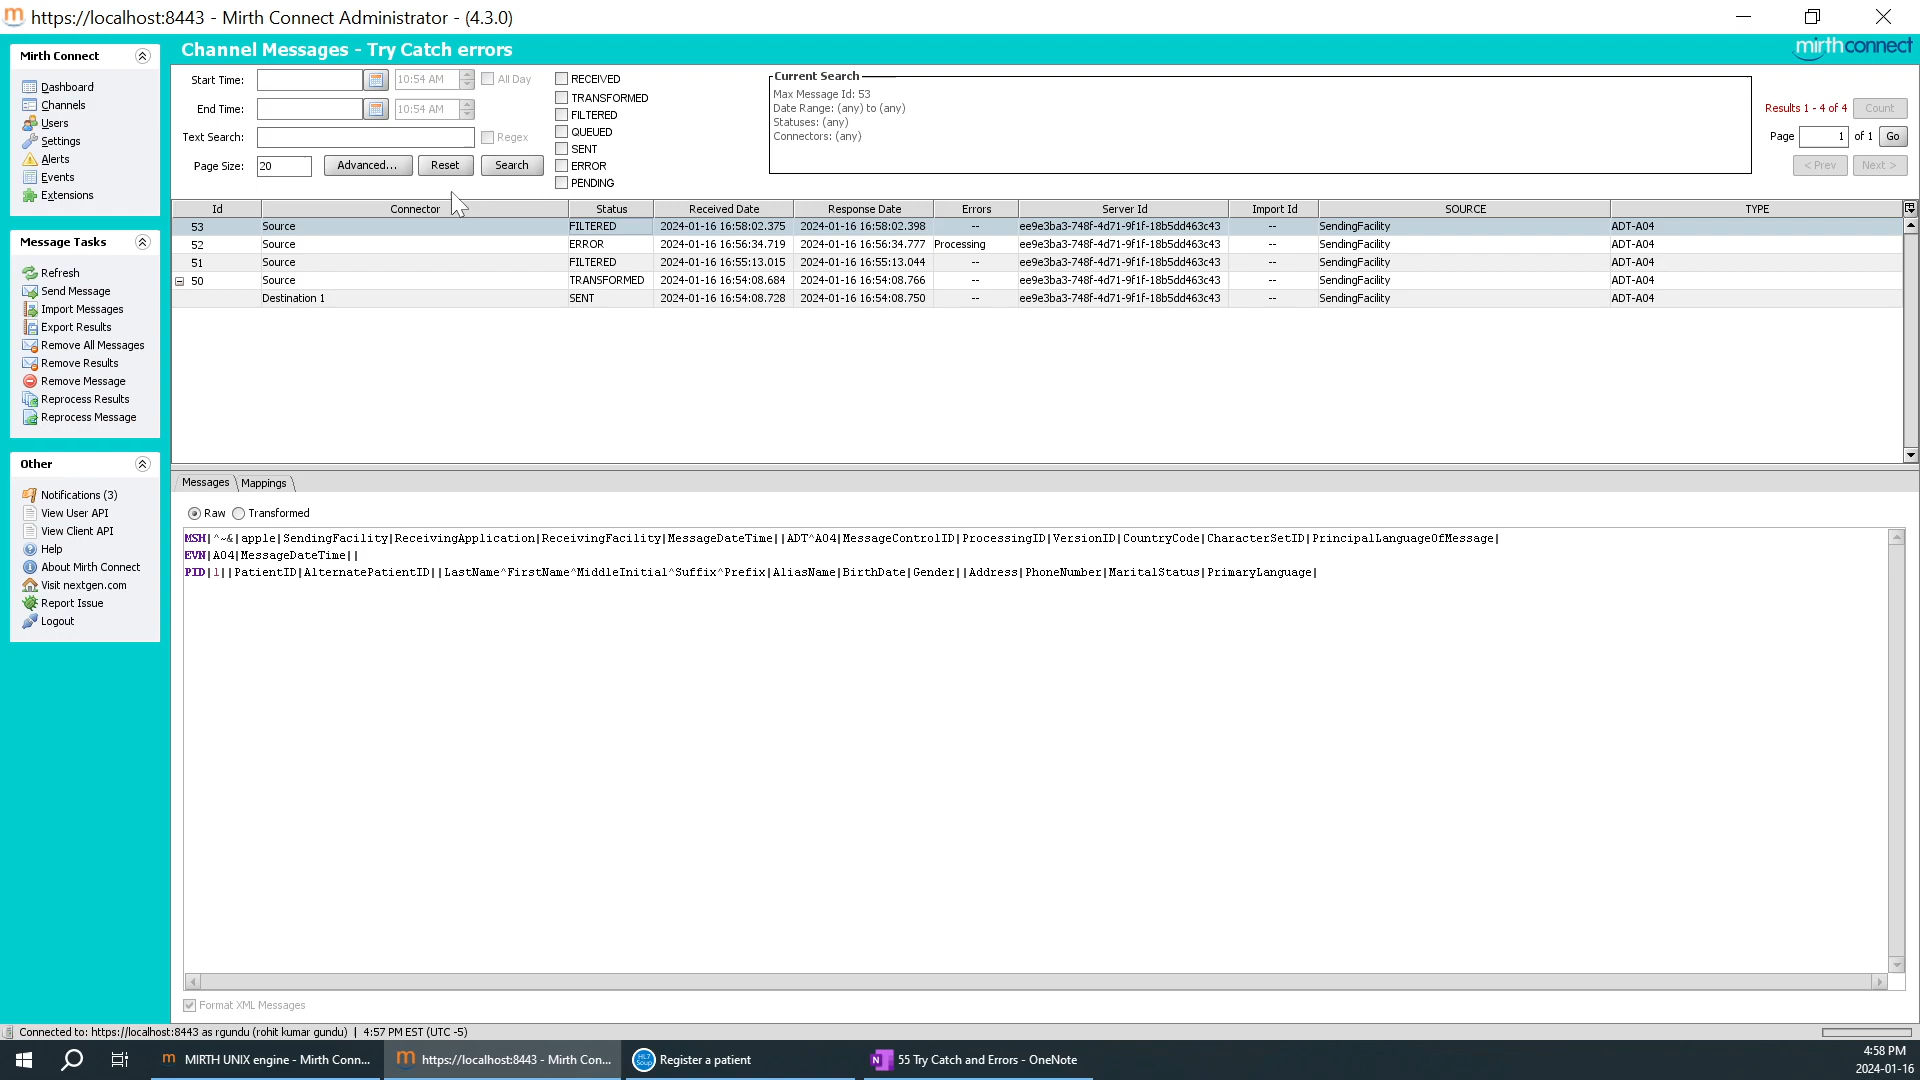 https://localhost:8443 - Mirth Connect Administrator - (4.3.0)
Mirth Connect
Dashboard
Channels
Users
Settings
Alerts
Events
Extensions
Message Tasks
Refresh
Send Message
Import Messages
Export Results
Remove All Messages
Remove Results
Remove Message
Reprocess Results
Reprocess Message
Other
Notifications (3)
View User API
View Client API
Help
About Mirth Connect
Visit nextgen.com
Report Issue
Logout
Channel Messages - Try Catch errors
mirthconnect
Start Time: 10:54 AM All Day
End Time: 10:54 AM
Text Search: Regex
Page Size: 20 Advanced... Reset Search
RECEIVED
TRANSFORMED
FILTERED
QUEUED
SENT
ERROR
PENDING
Current Search
Max Message Id: 53
Date Range: (any) to (any)
Statuses: (any)
Connectors: (any)
Results 1 - 4 of 4 Count
Page 1 of 1 Go
< Prev Next >
Id Connector Status Received Date Response Date Errors Server Id Import Id SOURCE TYPE
53 Source FILTERED 2024-01-16 16:58:02.375 2024-01-16 16:58:02.398 -- ee9e3ba3-748f-4d71-9f1f-18b5dd463c43 -- SendingFacility ADT-A04
52 Source ERROR 2024-01-16 16:56:34.719 2024-01-16 16:56:34.777 Processing ee9e3ba3-748f-4d71-9f1f-18b5dd463c43 -- SendingFacility ADT-A04
51 Source FILTERED 2024-01-16 16:55:13.015 2024-01-16 16:55:13.044 -- ee9e3ba3-748f-4d71-9f1f-18b5dd463c43 -- SendingFacility ADT-A04
50 Source TRANSFORMED 2024-01-16 16:54:08.684 2024-01-16 16:54:08.766 -- ee9e3ba3-748f-4d71-9f1f-18b5dd463c43 -- SendingFacility ADT-A04
Destination 1 SENT 2024-01-16 16:54:08.728 2024-01-16 16:54:08.750 -- ee9e3ba3-748f-4d71-9f1f-18b5dd463c43 -- SendingFacility ADT-A04
Messages Mappings
Raw Transformed
MSH|^~&|apple|SendingFacility|ReceivingApplication|ReceivingFacility|MessageDateTime||ADT^A04|MessageControlID|ProcessingID|VersionID|CountryCode|CharacterSetID|PrincipalLanguageOfMessage|
EVN|A04|MessageDateTime||
PID|1||PatientID|AlternatePatientID||LastName^FirstName^MiddleInitial^Suffix^Prefix|AliasName|BirthDate|Gender||Address|PhoneNumber|MaritalStatus|PrimaryLanguage|
Format XML Messages
Connected to: https://localhost:8443 as rgundu (rohit kumar gundu) | 4:57 PM EST (UTC -5)
MIRTH UNIX engine - Mirth Conn...
https://localhost:8443 - Mirth Con...
HL7 Soup
Register a patient
55 Try Catch and Errors - OneNote
4:58 PM
2024-01-16